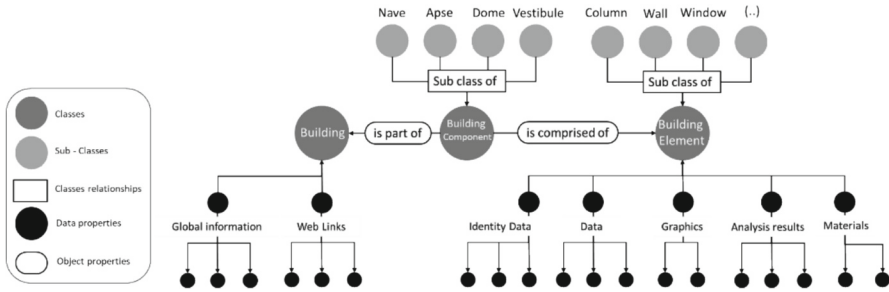 Nave Apse Dome Vestibule
Column Wall Window (..)
Sub class of
Sub class of
Classes
Sub - Classes
Classes relationships
Data properties
Object properties
Building
is part of
Building
Component
is comprised of
Building
Element
Global information
Web Links
Identity Data
Data
Graphics
Analysis results
Materials